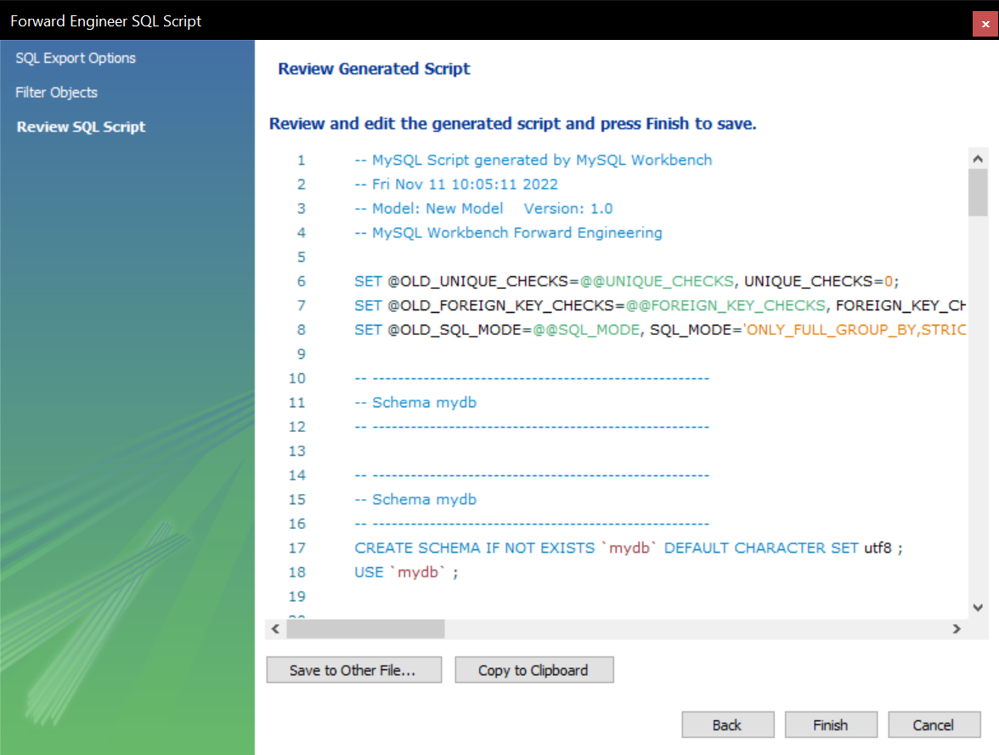 Forward Engineer SQL Script
SQL Export Options
Filter Objects
Review SQL Script
Review Generated Script
Review and edit the generated script and press Finish to save.
1 -- MySQL Script generated by MySQL Workbench
2 -- Fri Nov 11 10:05:11 2022
3 -- Model: New Model    Version: 1.0
4 -- MySQL Workbench Forward Engineering
5
6 SET @OLD_UNIQUE_CHECKS=@@UNIQUE_CHECKS, UNIQUE_CHECKS=0;
7 SET @OLD_FOREIGN_KEY_CHECKS=@@FOREIGN_KEY_CHECKS, FOREIGN_KEY_CH
8 SET @OLD_SQL_MODE=@@SQL_MODE, SQL_MODE='ONLY_FULL_GROUP_BY,STRIC
9
10 -- -----------------------------------------------------
11 -- Schema mydb
12 -- -----------------------------------------------------
13
14 -- -----------------------------------------------------
15 -- Schema mydb
16 -- -----------------------------------------------------
17 CREATE SCHEMA IF NOT EXISTS `mydb` DEFAULT CHARACTER SET utf8 ;
18 USE `mydb` ;
19
Save to Other File...
Copy to Clipboard
Back
Finish
Cancel